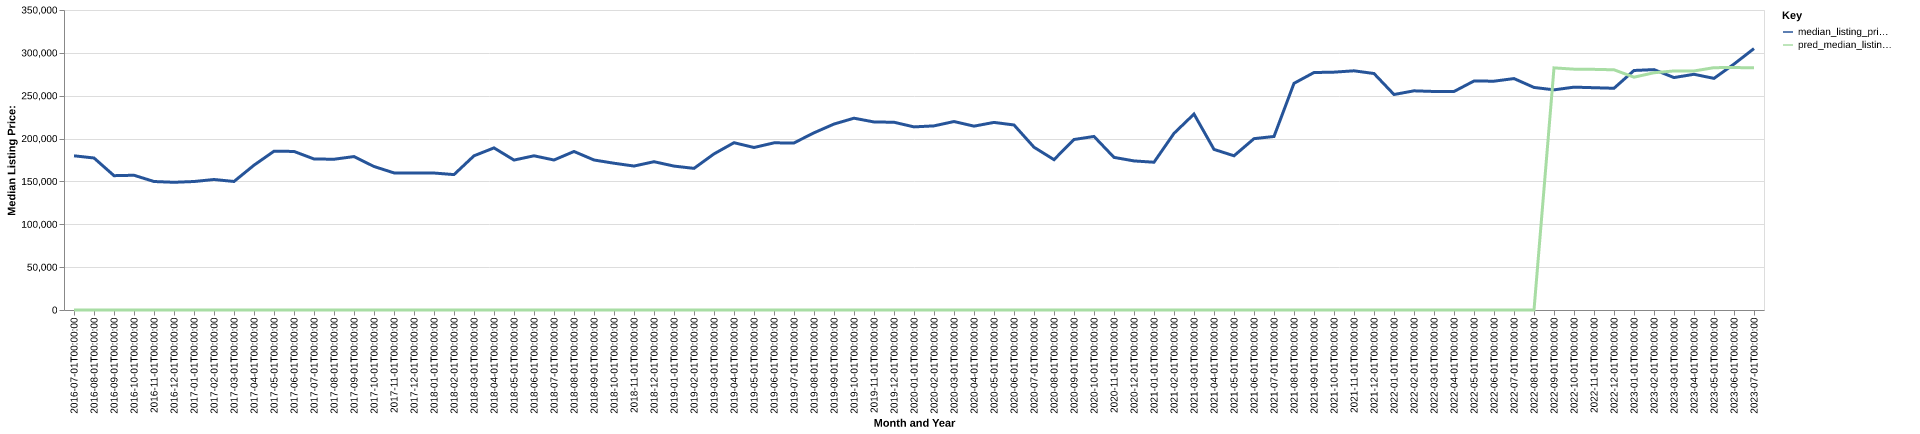 350,000
300,000
250,000
200,000
150,000
100,000
50,000
0
Median Listing Price:
2016-07-01T00:00:00
2016-08-01T00:00:00
2016-09-01T00:00:00
2016-10-01T00:00:00
2016-11-01T00:00:00
2016-12-01T00:00:00
2017-01-01T00:00:00
2017-02-01T00:00:00
2017-03-01T00:00:00
2017-04-01T00:00:00
2017-05-01T00:00:00
2017-06-01T00:00:00
2017-07-01T00:00:00
2017-08-01T00:00:00
2017-09-01T00:00:00
2017-10-01T00:00:00
2017-11-01T00:00:00
2017-12-01T00:00:00
2018-01-01T00:00:00
2018-02-01T00:00:00
2018-03-01T00:00:00
2018-04-01T00:00:00
2018-05-01T00:00:00
2018-06-01T00:00:00
2018-07-01T00:00:00
2018-08-01T00:00:00
2018-09-01T00:00:00
2018-10-01T00:00:00
2018-11-01T00:00:00
2018-12-01T00:00:00
2019-01-01T00:00:00
2019-02-01T00:00:00
2019-03-01T00:00:00
2019-04-01T00:00:00
2019-05-01T00:00:00
2019-06-01T00:00:00
2019-07-01T00:00:00
2019-08-01T00:00:00
2019-09-01T00:00:00
2019-10-01T00:00:00
2019-11-01T00:00:00
2019-12-01T00:00:00
2020-01-01T00:00:00
2020-02-01T00:00:00
2020-03-01T00:00:00
2020-04-01T00:00:00
2020-05-01T00:00:00
2020-06-01T00:00:00
2020-07-01T00:00:00
2020-08-01T00:00:00
2020-09-01T00:00:00
2020-10-01T00:00:00
2020-11-01T00:00:00
2020-12-01T00:00:00
2021-01-01T00:00:00
2021-02-01T00:00:00
2021-03-01T00:00:00
2021-04-01T00:00:00
2021-05-01T00:00:00
2021-06-01T00:00:00
2021-07-01T00:00:00
2021-08-01T00:00:00
2021-09-01T00:00:00
2021-10-01T00:00:00
2021-11-01T00:00:00
2021-12-01T00:00:00
2022-01-01T00:00:00
2022-02-01T00:00:00
2022-03-01T00:00:00
2022-04-01T00:00:00
2022-05-01T00:00:00
2022-06-01T00:00:00
2022-07-01T00:00:00
2022-08-01T00:00:00
2022-09-01T00:00:00
2022-10-01T00:00:00
2022-11-01T00:00:00
2022-12-01T00:00:00
2023-01-01T00:00:00
2023-02-01T00:00:00
2023-03-01T00:00:00
2023-04-01T00:00:00
2023-05-01T00:00:00
2023-06-01T00:00:00
2023-07-01T00:00:00
Month and Year
Key
median_listing_pri…
pred_median_listin…